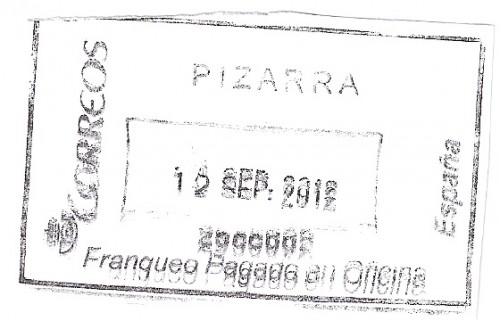 CORREOS
PIZARRA
12 SEP. 2012
Franqueo Pagado en Oficina
España